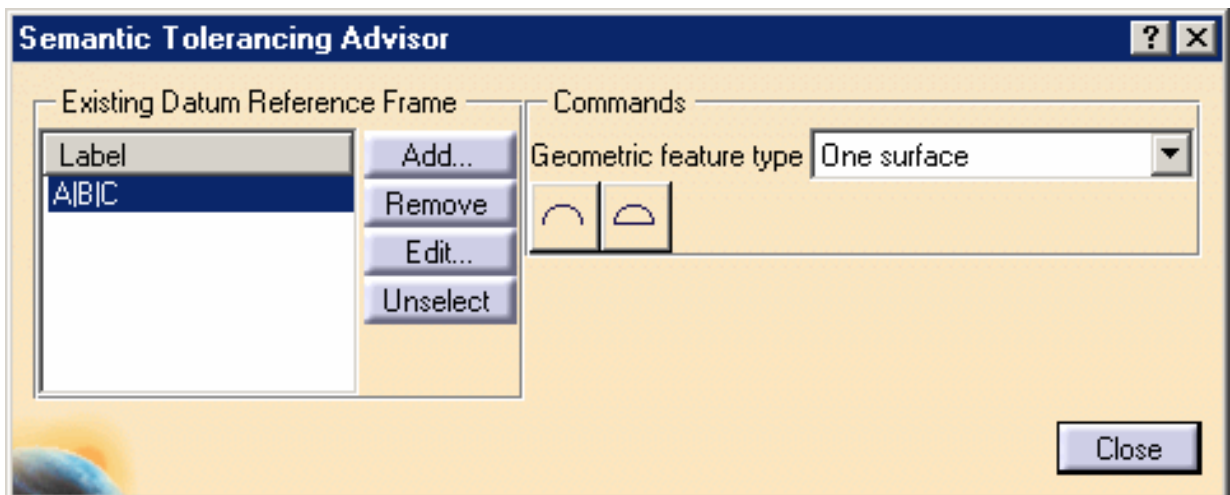 Semantic Tolerancing Advisor
Existing Datum Reference Frame
Label
A|B|C
Add...
Remove
Edit...
Unselect
Commands
Geometric feature type One surface
Close